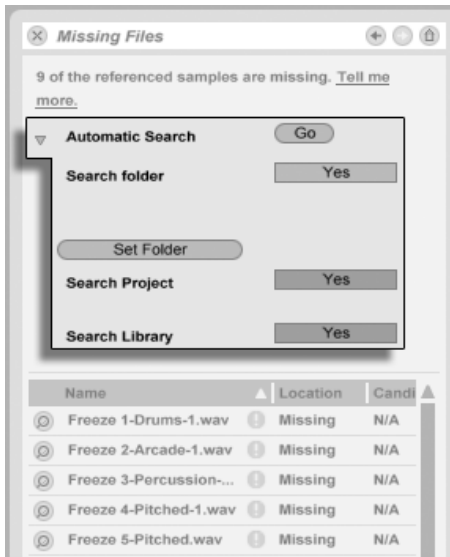 Missing Files
9 of the referenced samples are missing. Tell me
more.
Automatic Search Go
Search folder Yes
Set Folder
Search Project Yes
Search Library Yes
Name Location Candi
Freeze 1-Drums-1.wav Missing N/A
Freeze 2-Arcade-1.wav Missing N/A
Freeze 3-Percussion-... Missing N/A
Freeze 4-Pitched-1.wav Missing N/A
Freeze 5-Pitched.wav Missing N/A